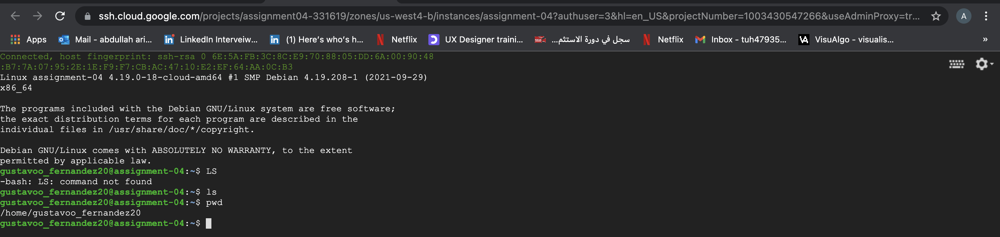 ssh.cloud.google.com/projects/assignment04-331619/zones/us-west4-b/instances/assignment-04?authuser=3&hl=en_US&projectNumber=1003430547266&useAdminProxy=tr... A
Apps Mail - abdullah ari... LinkedIn Interveiw... (1) Here's who's h... Netflix UX Designer traini... سجل في دورة الاستثم... Netflix Inbox - tuh47935... VisuAlgo - visualis... »
Connected, host fingerprint: ssh-rsa 0 6E:5A:FB:3C:8C:E9:70:88:05:DD:6A:00:90:48
:B7:7A:07:95:2E:1E:F9:F7:CB:AC:47:10:E2:EF:64:AA:0C:B3
Linux assignment-04 4.19.0-18-cloud-amd64 #1 SMP Debian 4.19.208-1 (2021-09-29)
x86_64
The programs included with the Debian GNU/Linux system are free software;
the exact distribution terms for each program are described in the
individual files in /usr/share/doc/*/copyright.
Debian GNU/Linux comes with ABSOLUTELY NO WARRANTY, to the extent
permitted by applicable law.
gustavoo_fernandez20@assignment-04:~$ LS
-bash: LS: command not found
gustavoo_fernandez20@assignment-04:~$ ls
gustavoo_fernandez20@assignment-04:~$ pwd
/home/gustavoo_fernandez20
gustavoo_fernandez20@assignment-04:~$